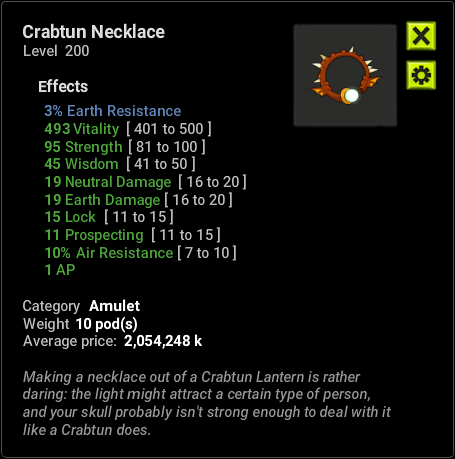 Crabtun Necklace
Level 200
Effects
3% Earth Resistance
493 Vitality [ 401 to 500 ]
95 Strength [ 81 to 100 ]
45 Wisdom [ 41 to 50 ]
19 Neutral Damage [ 16 to 20 ]
19 Earth Damage [ 16 to 20 ]
15 Lock [ 11 to 15 ]
11 Prospecting [ 11 to 15 ]
10% Air Resistance [ 7 to 10 ]
1 AP
Category Amulet
Weight 10 pod(s)
Average price: 2,054,248 k
Making a necklace out of a Crabtun Lantern is rather
daring: the light might attract a certain type of person,
and your skull probably isn't strong enough to deal with it
like a Crabtun does.